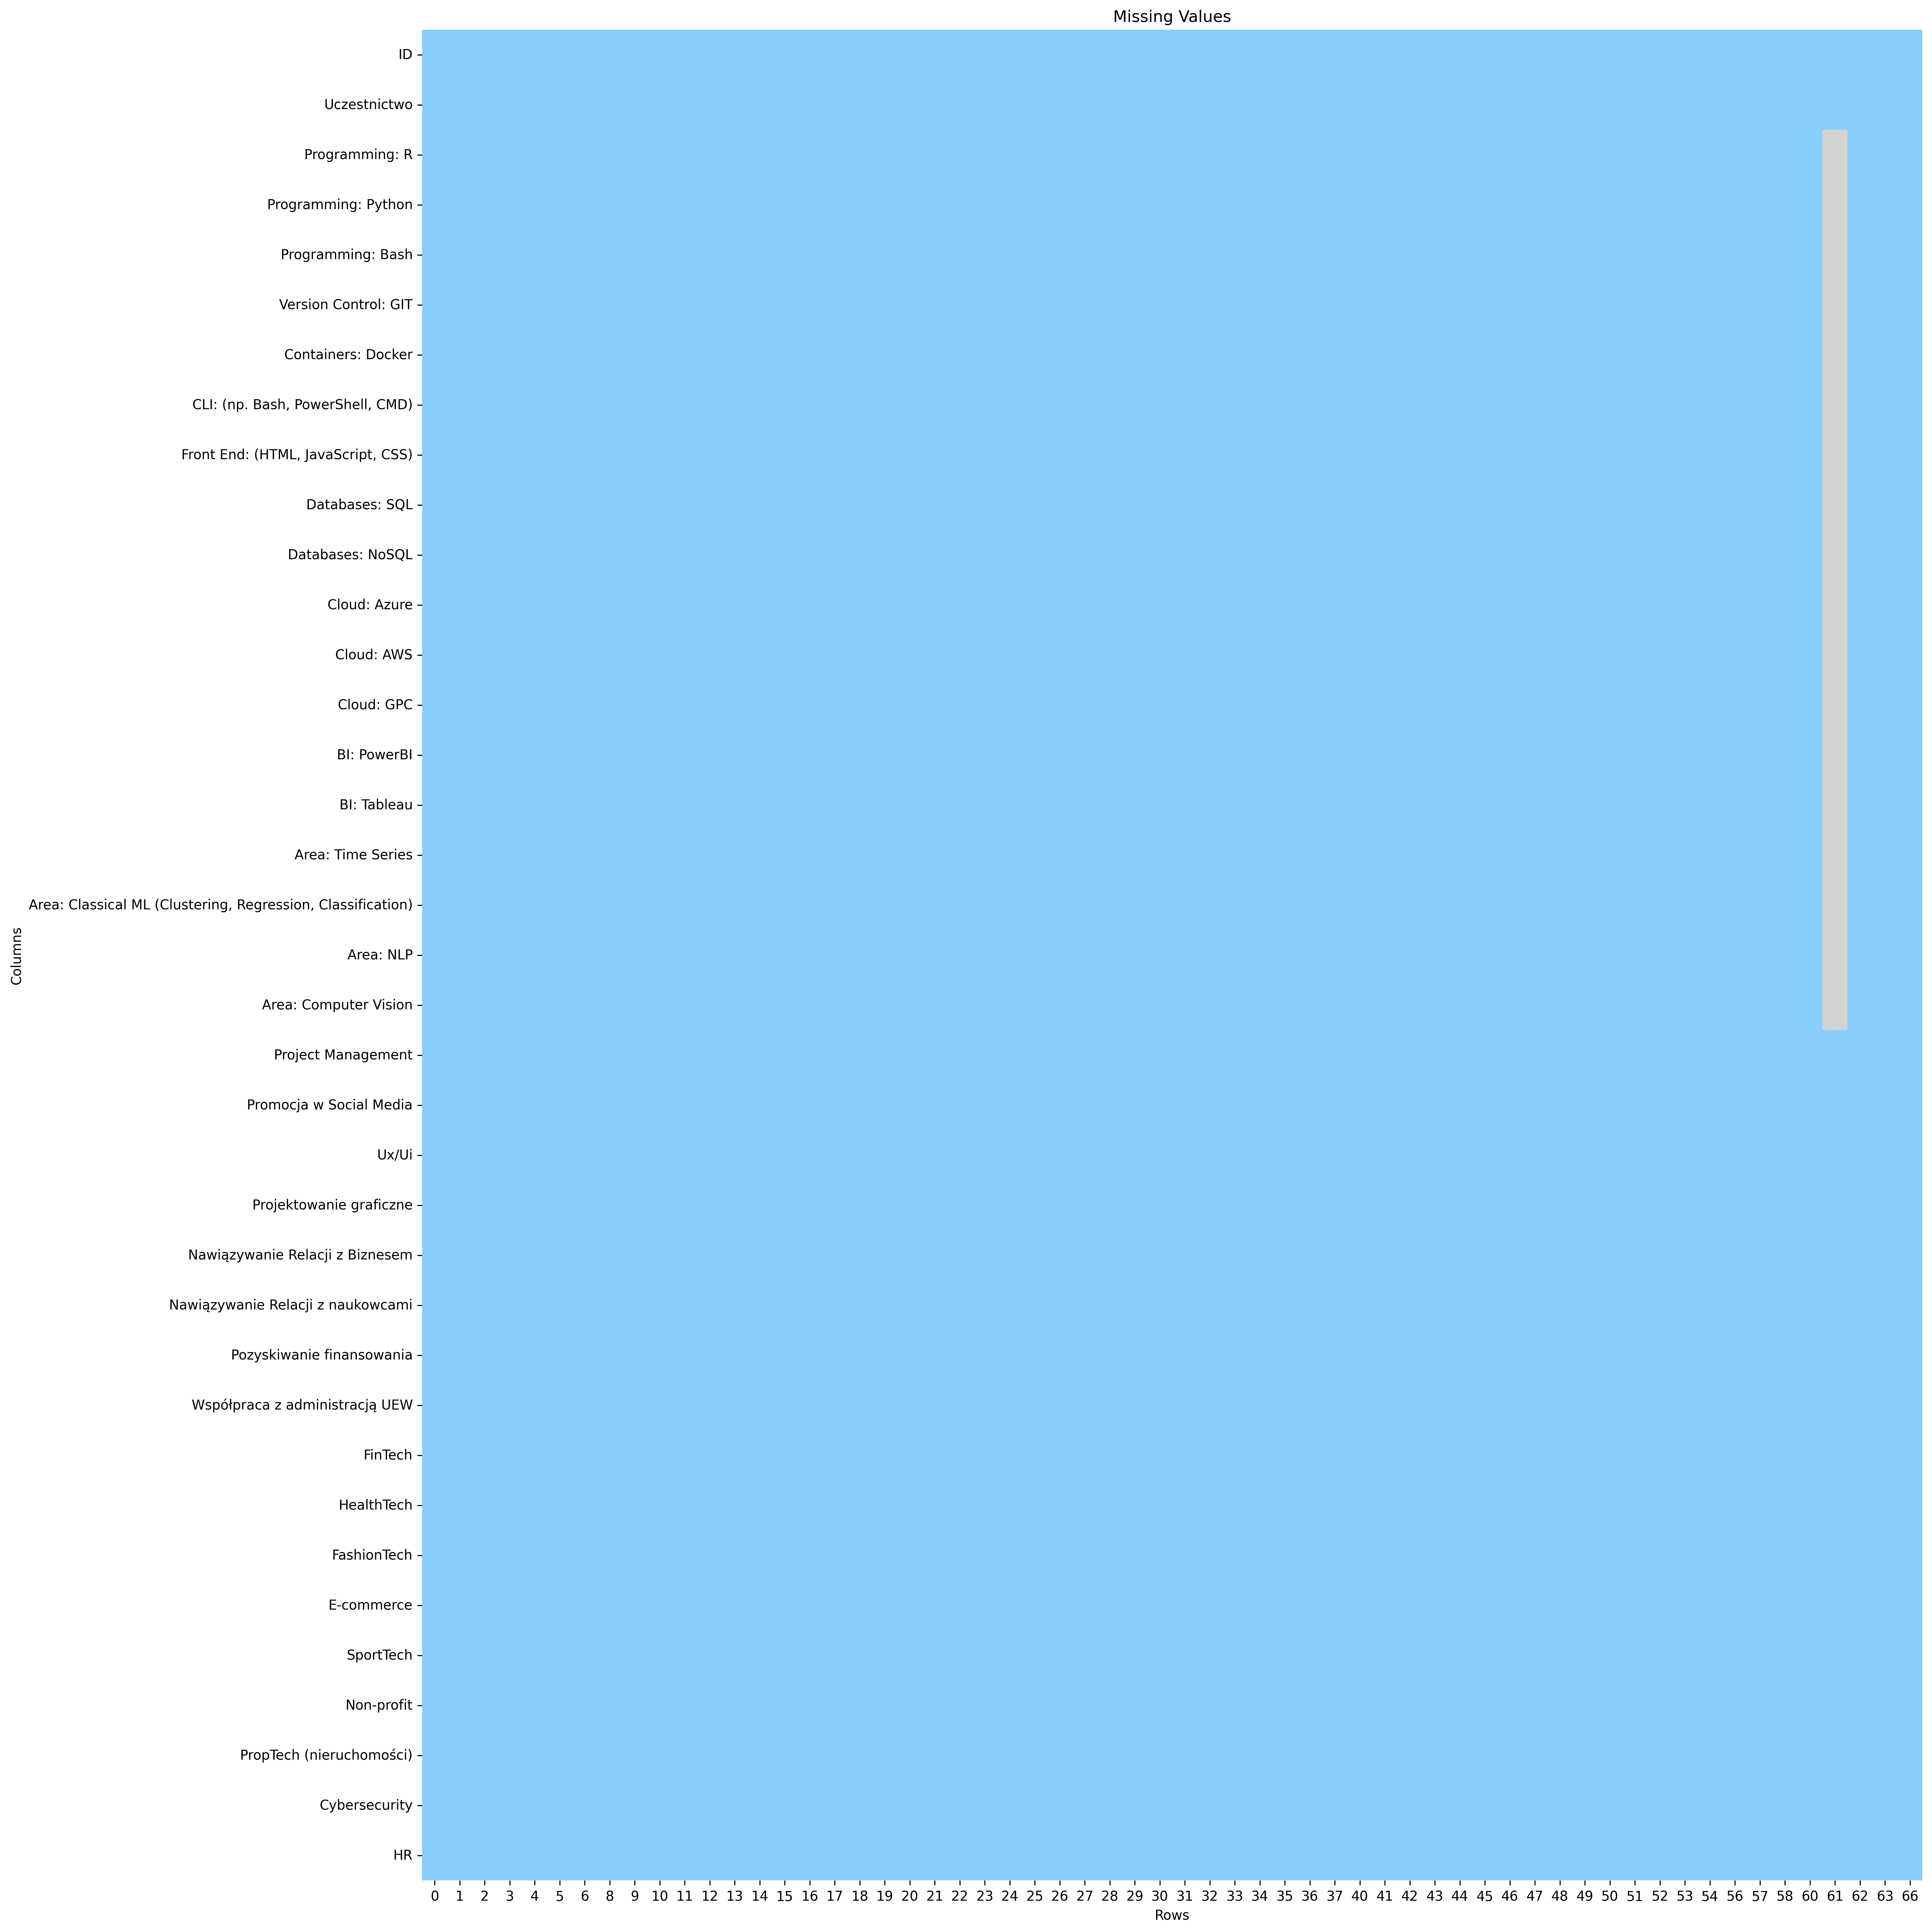 Missing Values
ID
Uczestnictwo
Programming: R
Programming: Python
Programming: Bash
Version Control: GIT
Containers: Docker
CLI: (np. Bash, PowerShell, CMD)
Front End: (HTML, JavaScript, CSS)
Databases: SQL
Databases: NoSQL
Cloud: Azure
Cloud: AWS
Cloud: GPC
BI: PowerBI
BI: Tableau
Area: Time Series
Area: Classical ML (Clustering, Regression, Classification)
Columns
Area: NLP
Area: Computer Vision
Project Management
Promocja w Social Media
Ux/Ui
Projektowanie graficzne
Nawiązywanie Relacji z Biznesem
Nawiązywanie Relacji z naukowcami
Pozyskiwanie finansowania
Współpraca z administracją UEW
FinTech
HealthTech
FashionTech
E-commerce
SportTech
Non-profit
PropTech (nieruchomości)
Cybersecurity
HR
0 1 2 3 4 5 6 8 9 10 11 12 13 14 15 16 17 18 19 20 21 22 23 24 25 26 27 28 29 30 31 32 33 34 35 36 37 40 41 42 43 44 45 46 47 48 49 50 51 52 53 54 56 57 58 60 61 62 63 66
Rows